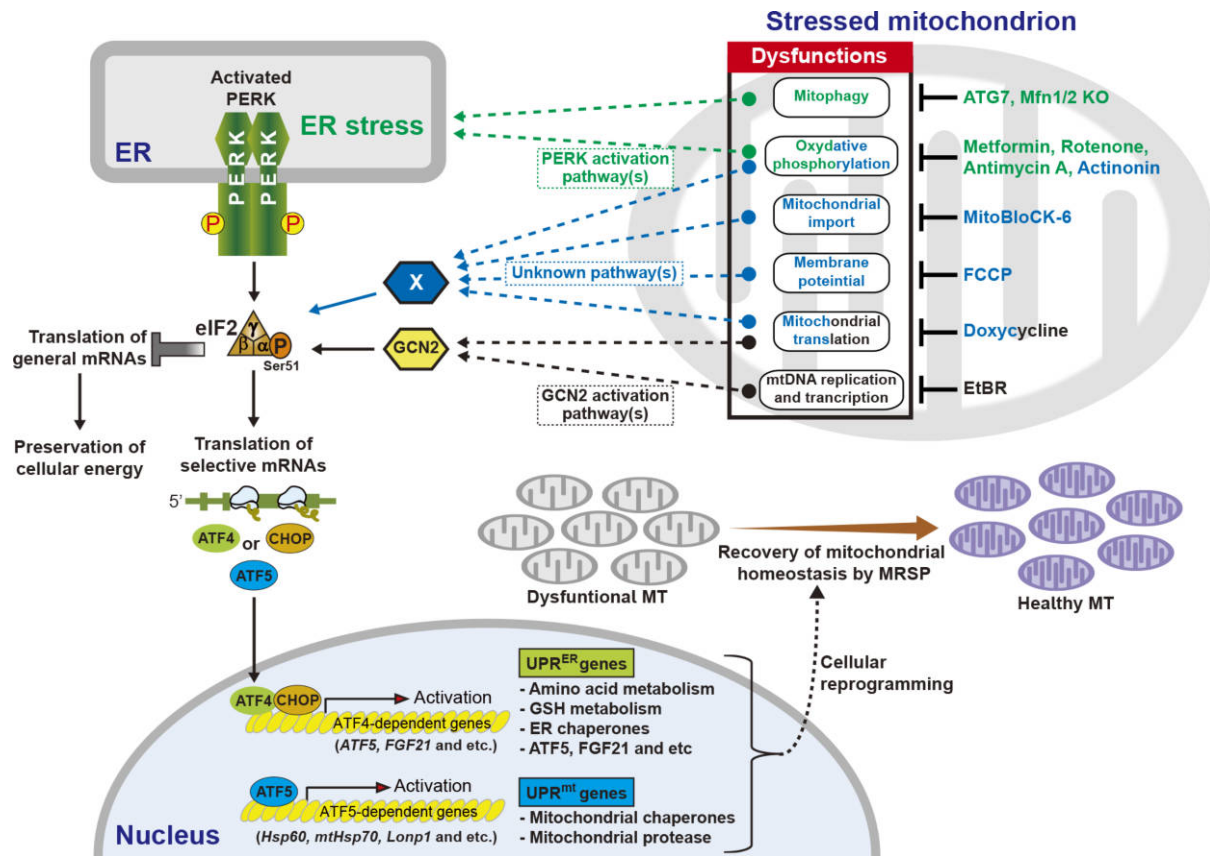 Stressed mitochondrion
Dysfunctions
Activated
PERK
PERK
PERK
ER stress
ER
P
P
PERK activation
pathway(s)
Mitophagy
Oxydative
phosphorylation
Mitochondrial
import
Membrane
poteintial
Mitochondrial
translation
mtDNA replication
and trancription
ATG7, Mfn1/2 KO
Metformin, Rotenone,
Antimycin A, Actinonin
MitoBloCK-6
FCCP
Doxycycline
EtBR
Unknown pathway(s)
X
GCN2
GCN2 activation
pathway(s)
eIF2
γ
β
α
P
Ser51
Translation of
general mRNAs
Preservation of
cellular energy
Translation of
selective mRNAs
5'
ATF4 or CHOP
ATF5
Dysfuntional MT
Recovery of mitochondrial
homeostasis by MRSP
Healthy MT
Cellular
reprogramming
ATF4 CHOP
Activation
ATF4-dependent genes
(ATF5, FGF21 and etc.)
UPRER genes
- Amino acid metabolism
- GSH metabolism
- ER chaperones
- ATF5, FGF21 and etc
ATF5
Activation
ATF5-dependent genes
(Hsp60, mtHsp70, Lonp1 and etc.)
UPRmt genes
- Mitochondrial chaperones
- Mitochondrial protease
Nucleus